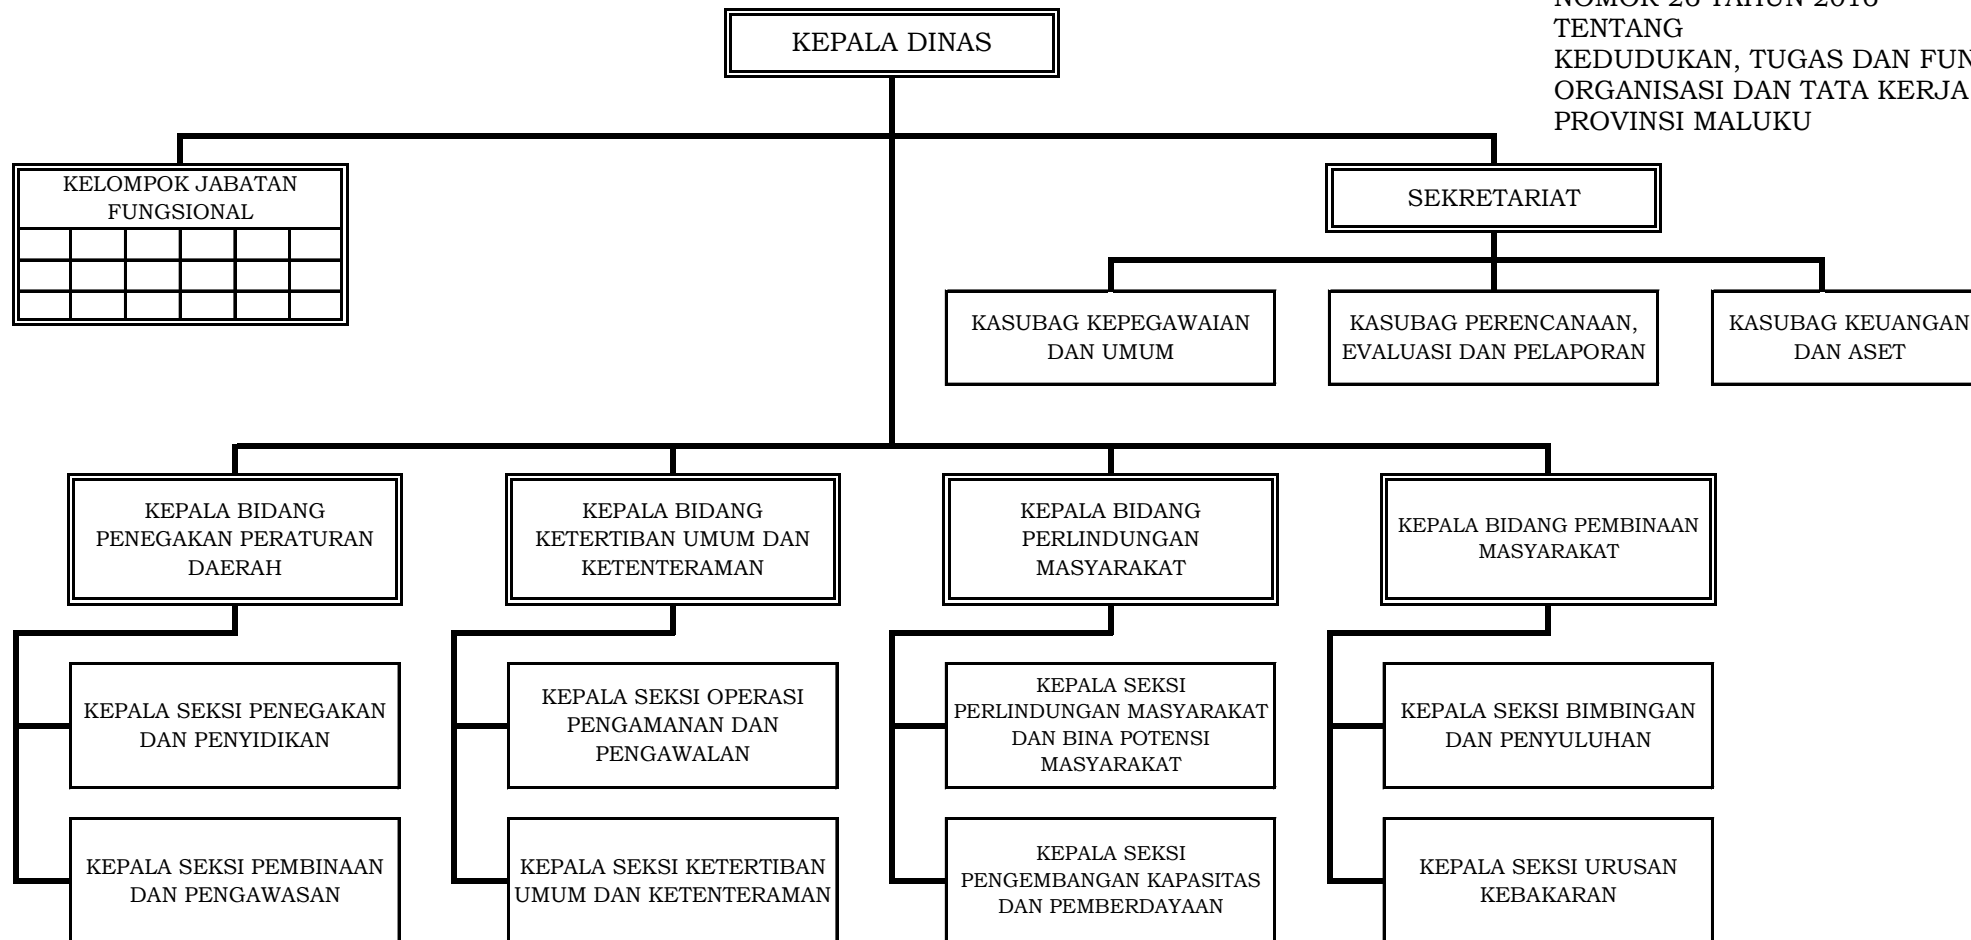 NOMOR 26 TAHUN 2016
TENTANG
KEDUDUKAN, TUGAS DAN
ORGANISASI DAN TATA KERJA
PROVINSI MALUKU
KEPALA DINAS
KELOMPOK JABATAN
FUNGSIONAL
SEKRETARIAT
KASUBAG KEPEGAWAIAN
DAN UMUM
KASUBAG PERENCANAAN,
EVALUASI DAN PELAPORAN
KASUBAG KEUANGAN
DAN ASET
KEPALA BIDANG
PENEGAKAN PERATURAN
DAERAH
KEPALA BIDANG
KETERTIBAN UMUM DAN
KETENTERAMAN
KEPALA BIDANG
PERLINDUNGAN
MASYARAKAT
KEPALA BIDANG PEMBINAAN
MASYARAKAT
KEPALA SEKSI PENEGAKAN
DAN PENYIDIKAN
KEPALA SEKSI OPERASI
PENGAMANAN DAN
PENGAWALAN
KEPALA SEKSI
PERLINDUNGAN MASYARAKAT
DAN BINA POTENSI
MASYARAKAT
KEPALA SEKSI BIMBINGAN
DAN PENYULUHAN
KEPALA SEKSI PEMBINAAN
DAN PENGAWASAN
KEPALA SEKSI KETERTIBAN
UMUM DAN KETENTERAMAN
KEPALA SEKSI
PENGEMBANGAN KAPASITAS
DAN PEMBERDAYAAN
KEPALA SEKSI URUSAN
KEBAKARAN